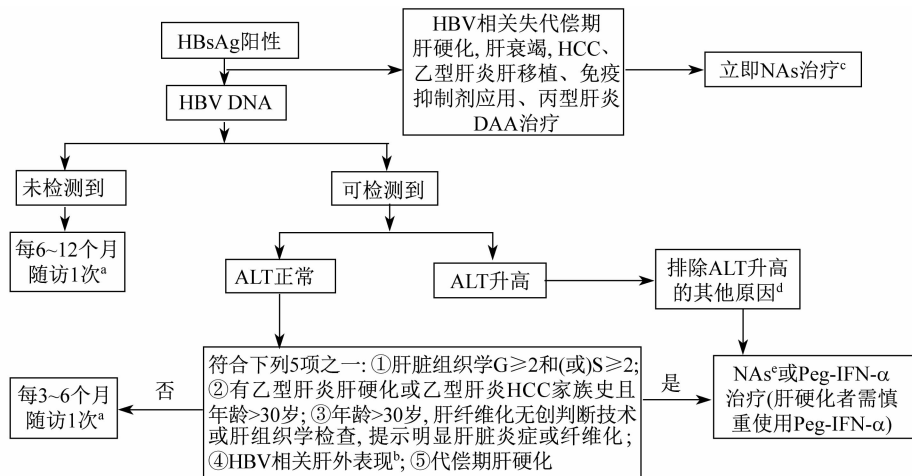 HBsAg阳性
HBV相关失代偿期
肝硬化, 肝衰竭, HCC、
乙型肝炎肝移植、免疫
抑制剂应用、丙型肝炎
DAA治疗
立即NAs治疗ᶜ
HBV DNA
未检测到
可检测到
每6~12个月
随访1次ᵃ
ALT正常
ALT升高
排除ALT升高
的其他原因ᵈ
符合下列5项之一: ①肝脏组织学G≥2和(或)S≥2;
②有乙型肝炎肝硬化或乙型肝炎HCC家族史且
年龄>30岁; ③年龄>30岁, 肝纤维化无创判断技术
或肝组织学检查, 提示明显肝脏炎症或纤维化;
④HBV相关肝外表现ᵇ; ⑤代偿期肝硬化
否
每3~6个月
随访1次ᵃ
是
NAsᵉ或Peg-IFN-α
治疗(肝硬化者需慎
重使用Peg-IFN-α)